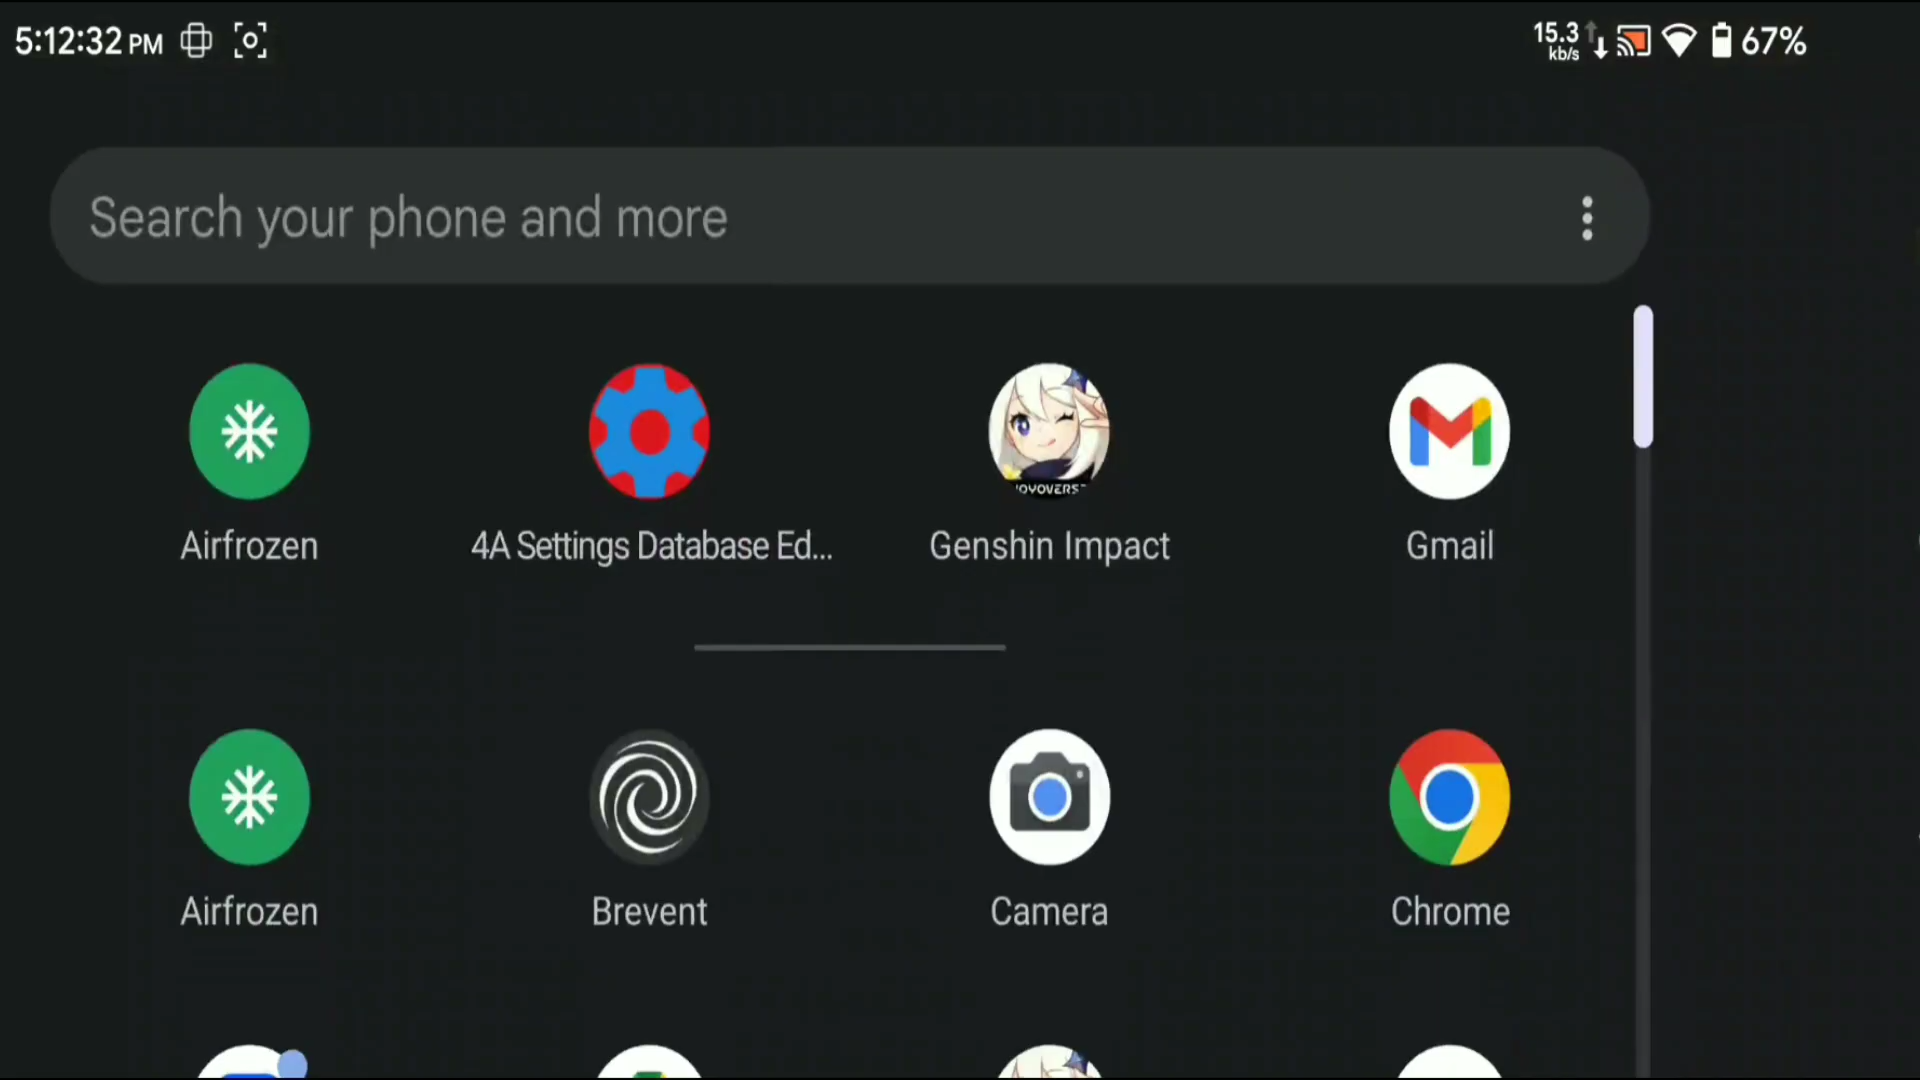 5:12:32 PM
15.3 kb/s
67%
Search your phone and more
Airfrozen
4A Settings Database Ed...
Genshin Impact
Gmail
Airfrozen
Brevent
Camera
Chrome